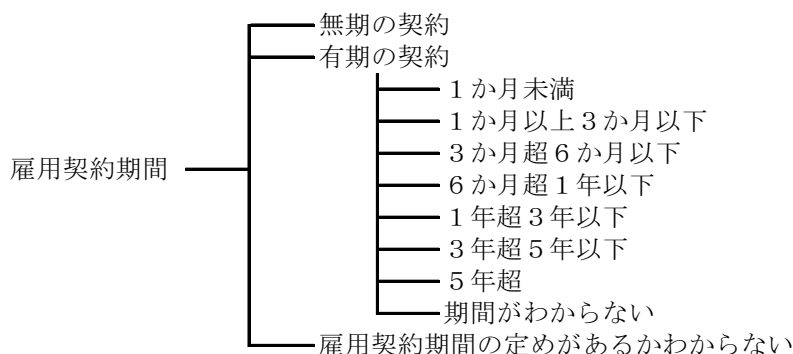 無期の契約
有期の契約
１か月未満
１か月以上３か月以下
３か月超６か月以下
雇用契約期間
６か月超１年以下
１年超３年以下
３年超５年以下
５年超
期間がわからない
雇用契約期間の定めがあるかわからない